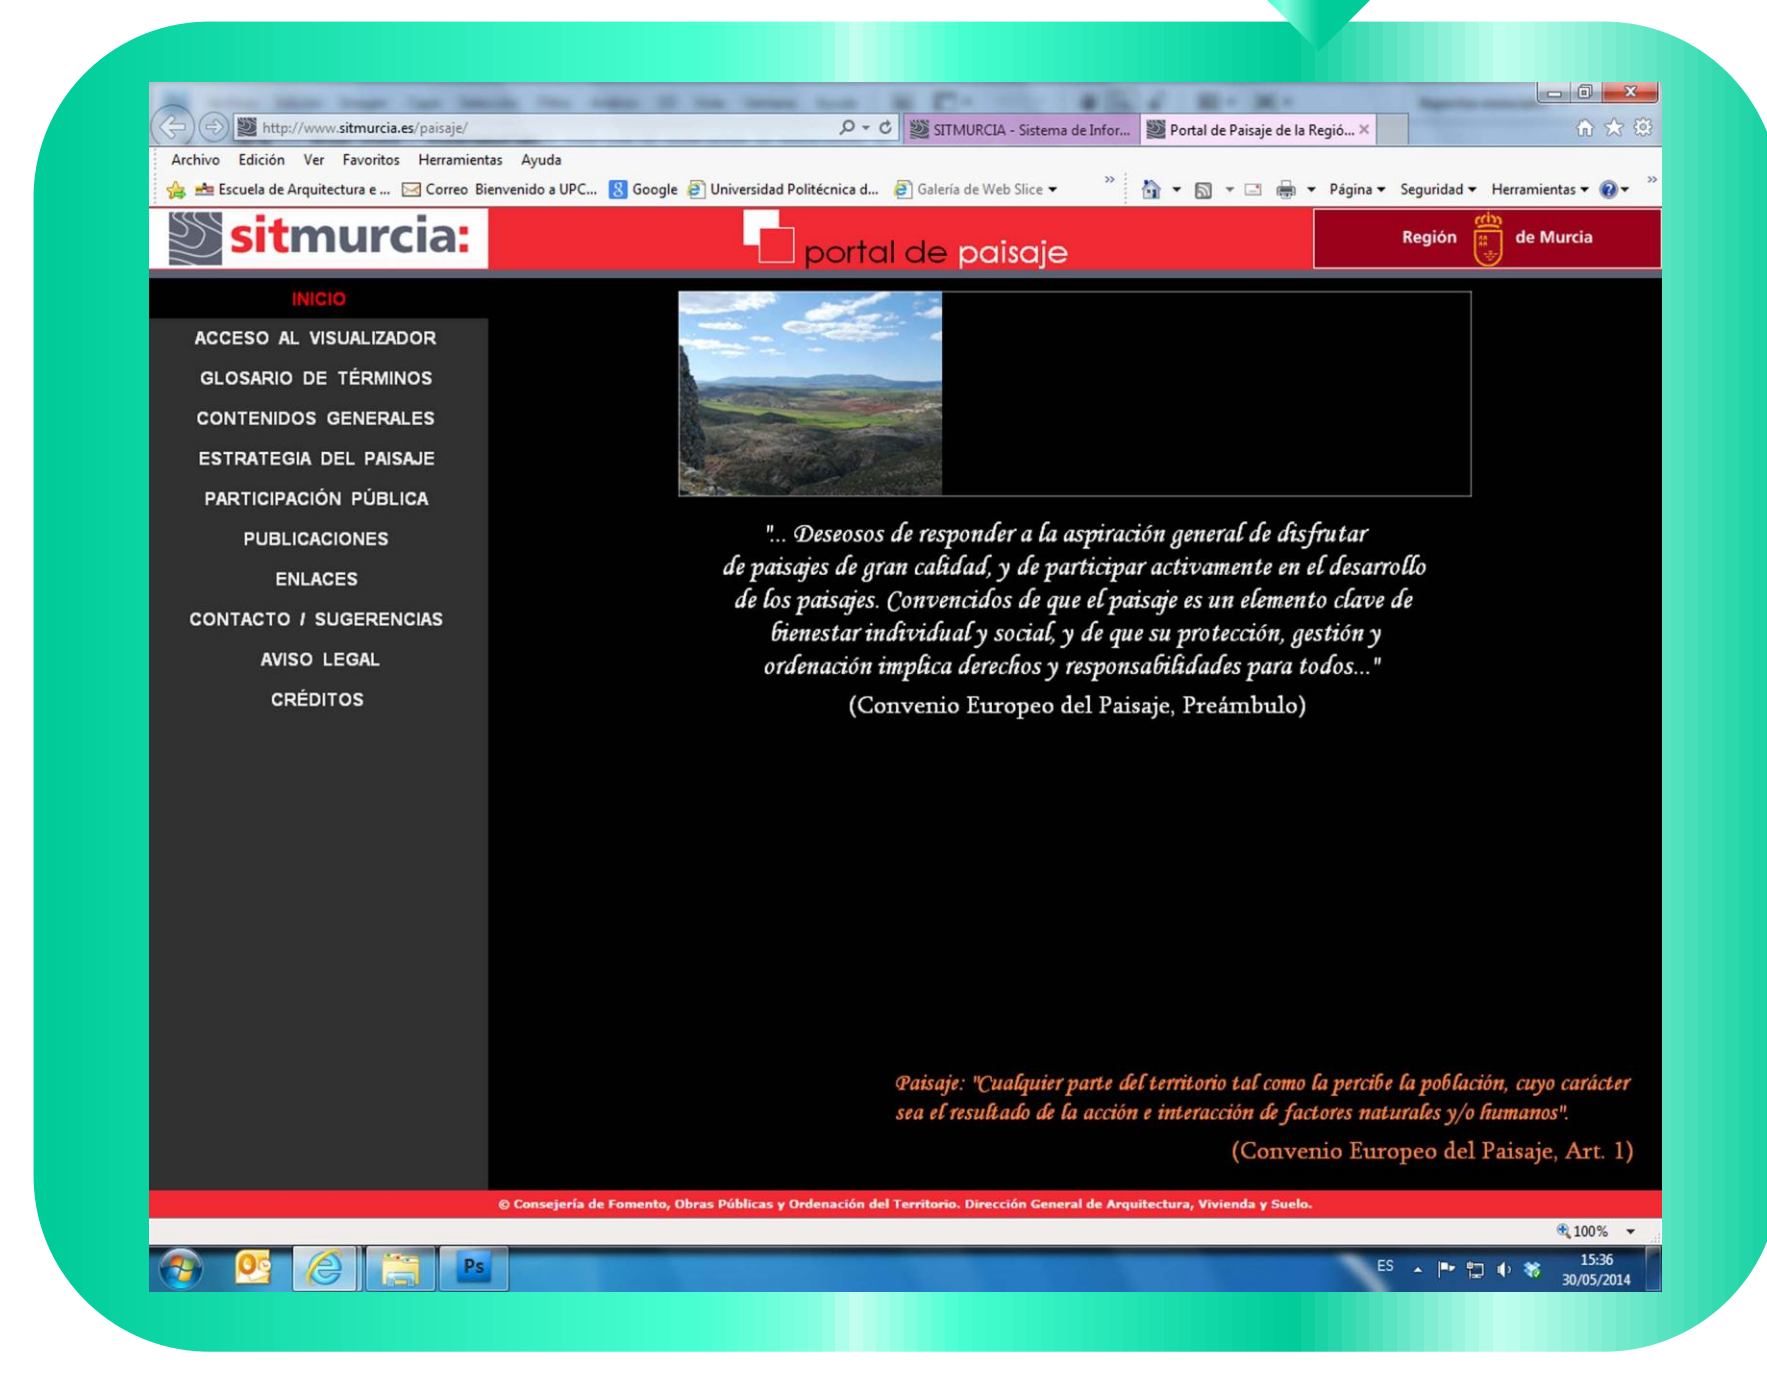 http://www.sitmurcia.es/paisaje/
SITMURCIA - Sistema de Infor...
Portal de Paisaje de la Regió...
Archivo Edición Ver Favoritos Herramientas Ayuda
Escuela de Arquitectura e ... Correo Bienvenido a UPC... Google Universidad Politécnica d... Galería de Web Slice » Página Seguridad Herramientas »
sitmurcia:
portal de paisaje
Región de Murcia
INICIO
ACCESO AL VISUALIZADOR
GLOSARIO DE TÉRMINOS
CONTENIDOS GENERALES
ESTRATEGIA DEL PAISAJE
PARTICIPACIÓN PÚBLICA
PUBLICACIONES
ENLACES
CONTACTO / SUGERENCIAS
AVISO LEGAL
CRÉDITOS
"... Deseosos de responder a la aspiración general de disfrutar
de paisajes de gran calidad, y de participar activamente en el desarrollo
de los paisajes. Convencidos de que el paisaje es un elemento clave de
bienestar individual y social, y de que su protección, gestión y
ordenación implica derechos y responsabilidades para todos..."
(Convenio Europeo del Paisaje, Preámbulo)
Paisaje: "Cualquier parte del territorio tal como la percibe la población, cuyo carácter
sea el resultado de la acción e interacción de factores naturales y/o humanos".
(Convenio Europeo del Paisaje, Art. 1)
© Consejería de Fomento, Obras Públicas y Ordenación del Territorio. Dirección General de Arquitectura, Vivienda y Suelo.
100%
Ps
ES
15:36
30/05/2014